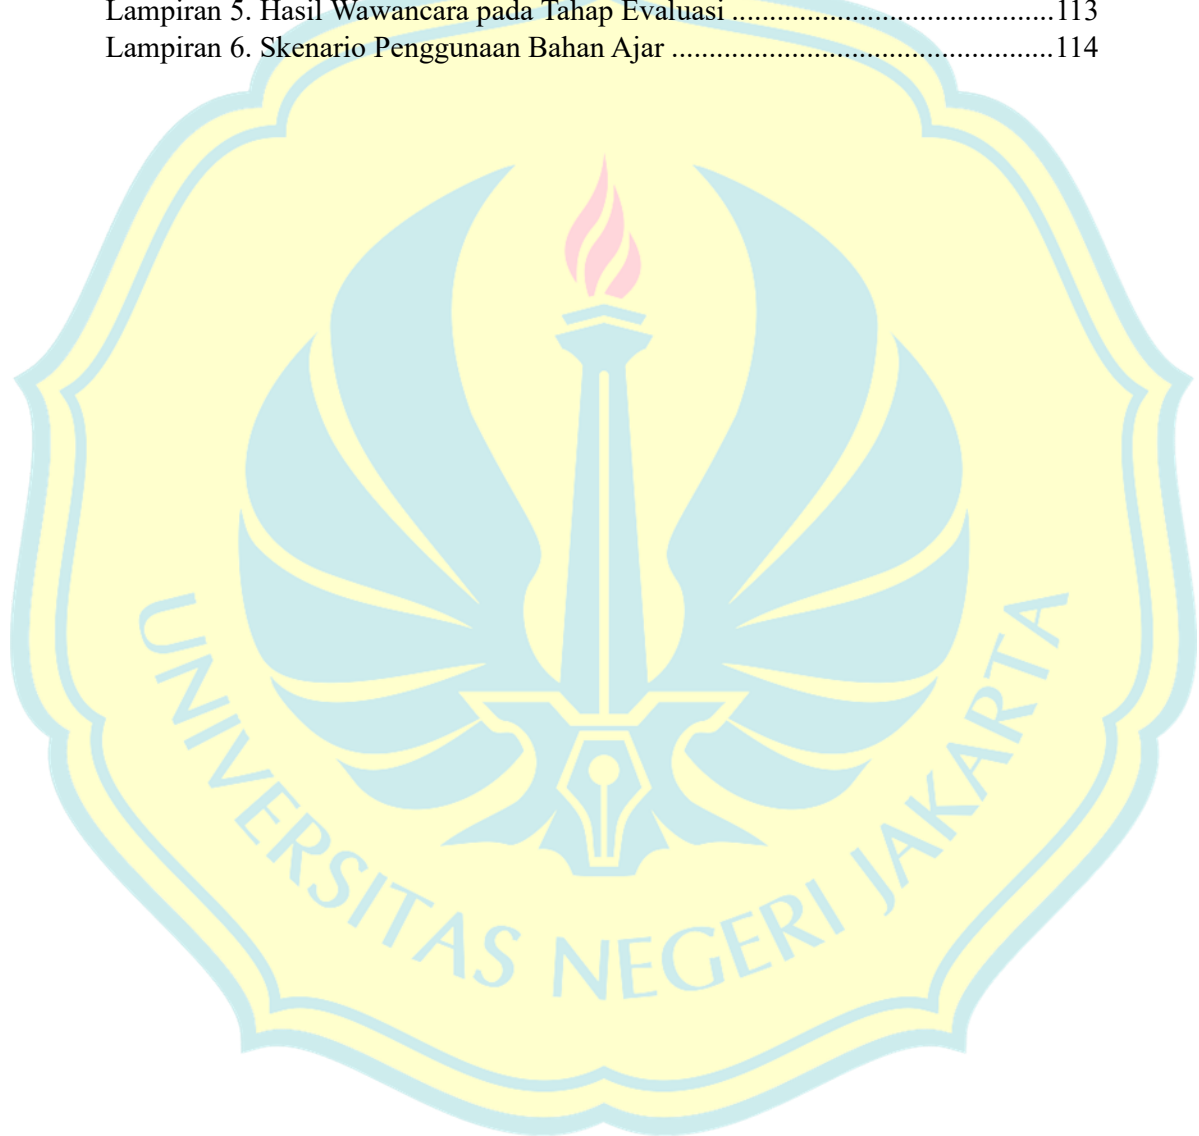 Lampiran 5. Hasil Wawancara pada Tahap Evaluasi ...........................................113
Lampiran 6. Skenario Penggunaan Bahan Ajar ...................................................114
UNIVERSITAS NEGERI JAKARTA